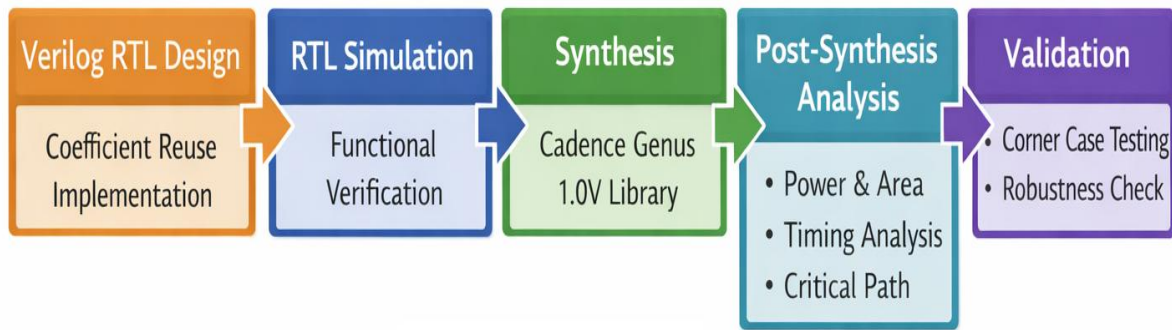 Verilog RTL Design
Coefficient Reuse
Implementation
RTL Simulation
Functional
Verification
Synthesis
Cadence Genus
1.0V Library
Post-Synthesis
Analysis
• Power & Area
• Timing Analysis
• Critical Path
Validation
• Corner Case Testing
• Robustness Check